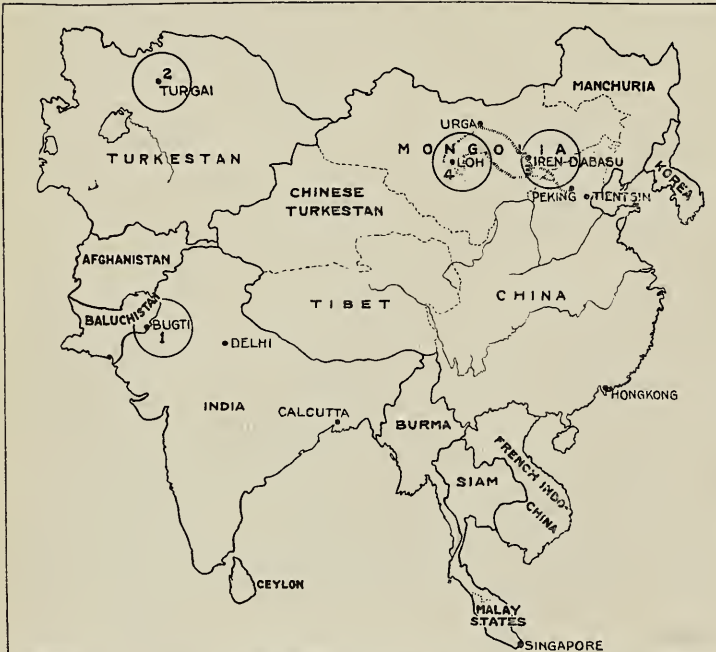 2
TURGAI
TURKESTAN
MANCHURIA
URGA
MONGOLIA
LOH
4
IREN-DABASU
PEKING
TIENTSIN
KOREA
CHINESE
TURKESTAN
AFGHANISTAN
BALUCHISTAN
BUGTI
1
DELHI
TIBET
CHINA
INDIA
CALCUTTA
BURMA
HONGKONG
SIAM
FRENCH INDO-
CHINA
CEYLON
MALAY
STATES
SINGAPORE